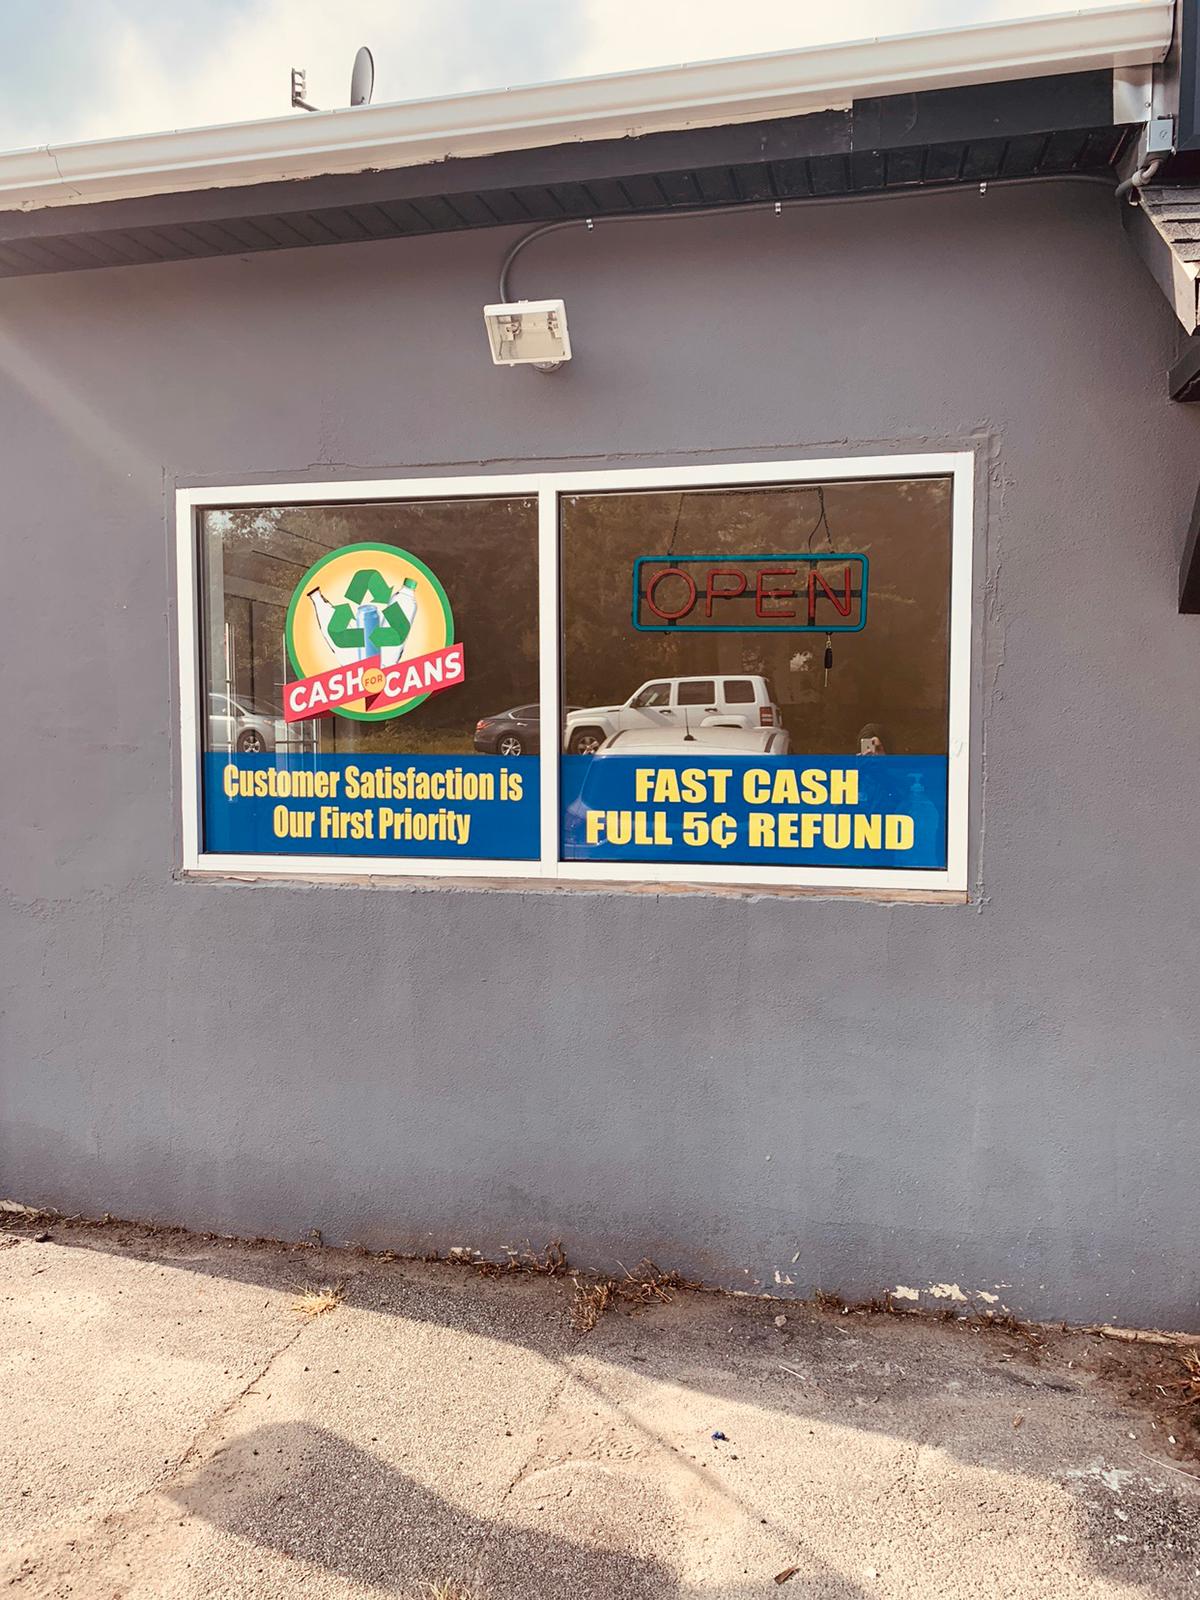 OPEN
CASH FOR CANS
Customer Satisfaction is
Our First Priority
FAST CASH
FULL 5¢ REFUND